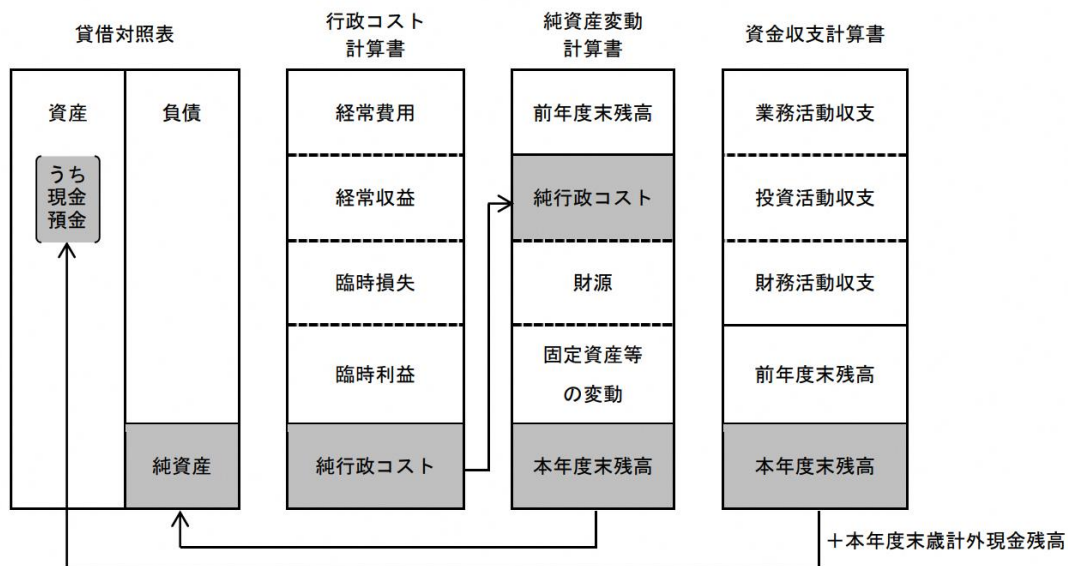 貸借対照表
行政コスト
計算書
純資産変動
計算書
資金収支計算書
資産
負債
うち
現金
預金
純資産
経常費用
経常収益
臨時損失
臨時利益
純行政コスト
前年度末残高
純行政コスト
財源
固定資産等
の変動
本年度末残高
業務活動収支
投資活動収支
財務活動収支
前年度末残高
本年度末残高
＋本年度末歳計外現金残高